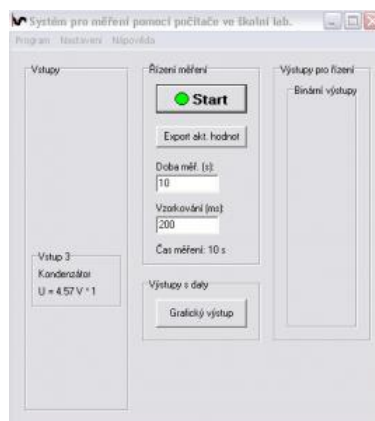 Systém pro měření pomocí počítače ve školní lab.
Program Nastavení Nápověda
Vstupy
Vstup 3
Kondenzátor
U = 4.57 V * 1
Řízení měření
Start
Export akt. hodnot
Doba měř. (s):
10
Vzorkování (ms):
200
Čas měření: 10 s
Výstupy s daty
Grafický výstup
Výstupy pro řízení
Binární výstupy